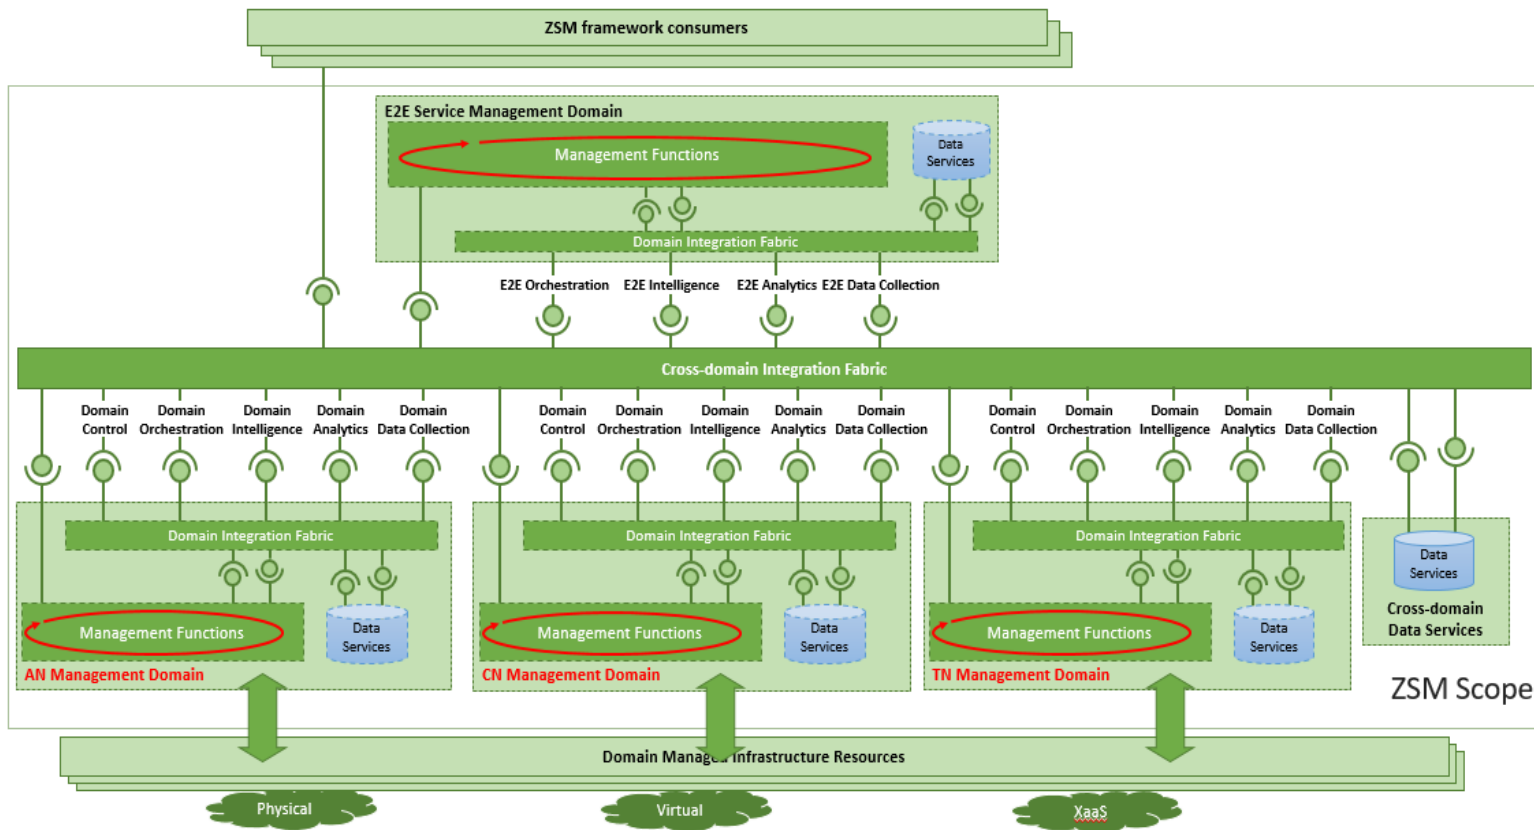 ZSM framework consumers
E2E Service Management Domain
Management Functions
Data
Services
Domain Integration Fabric
E2E Orchestration
E2E Intelligence
E2E Analytics
E2E Data Collection
Cross-domain Integration Fabric
Domain
Control
Domain
Orchestration
Domain
Intelligence
Domain
Analytics
Domain
Data Collection
Domain
Control
Domain
Orchestration
Domain
Intelligence
Domain
Analytics
Domain
Data Collection
Domain
Control
Domain
Orchestration
Domain
Intelligence
Domain
Analytics
Domain
Data Collection
Domain Integration Fabric
Management Functions
Data
Services
AN Management Domain
Domain Integration Fabric
Management Functions
Data
Services
CN Management Domain
Domain Integration Fabric
Management Functions
Data
Services
TN Management Domain
Data
Services
Cross-domain
Data Services
ZSM Scope
Domain Managed Infrastructure Resources
Physical
Virtual
XaaS